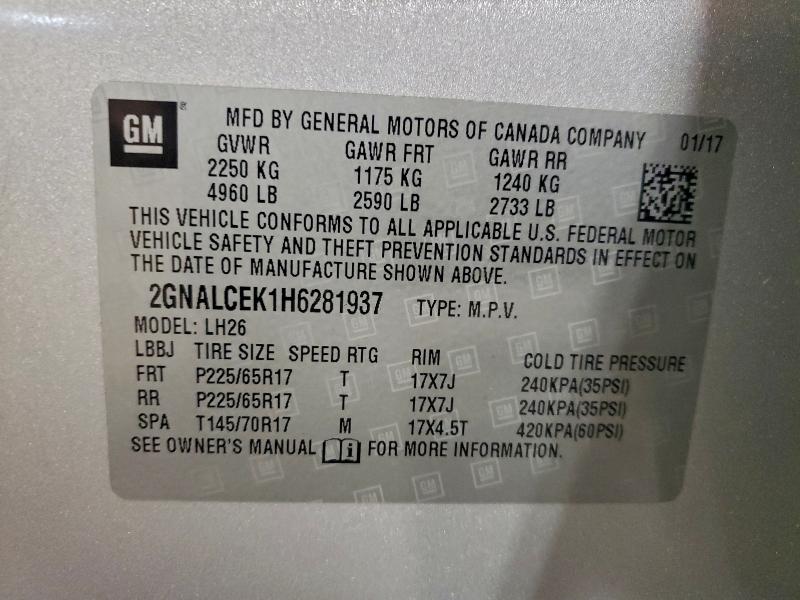 GM ® MFD BY GENERAL MOTORS OF CANADA COMPANY 01/17
GVWR GAWR FRT GAWR RR
2250 KG 1175 KG 1240 KG
4960 LB 2590 LB 2733 LB
THIS VEHICLE CONFORMS TO ALL APPLICABLE U.S. FEDERAL MOTOR
VEHICLE SAFETY AND THEFT PREVENTION STANDARDS IN EFFECT ON
THE DATE OF MANUFACTURE SHOWN ABOVE.
2GNALCEK1H6281937 TYPE: M.P.V.
MODEL: LH26
LBBJ TIRE SIZE SPEED RTG RIM COLD TIRE PRESSURE
FRT P225/65R17 T 17X7J 240KPA(35PSI)
RR P225/65R17 T 17X7J 240KPA(35PSI)
SPA T145/70R17 M 17X4.5T 420KPA(60PSI)
SEE OWNER'S MANUAL i FOR MORE INFORMATION.